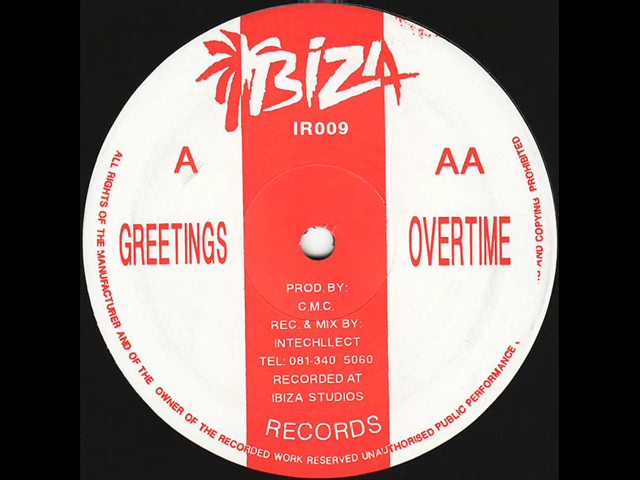 IBIZA
IR009
A
AA
GREETINGS
OVERTIME
PROD. BY:
C.M.C.
REC. & MIX BY:
INTECHLLECT
TEL: 081-340 5060
RECORDED AT
IBIZA STUDIOS
RECORDS
ALL RIGHTS OF THE MANUFACTURER AND OF THE OWNER OF THE RECORDED WORK RESERVED UNAUTHORISED PUBLIC PERFORMANCE AND COPYING PROHIBITED